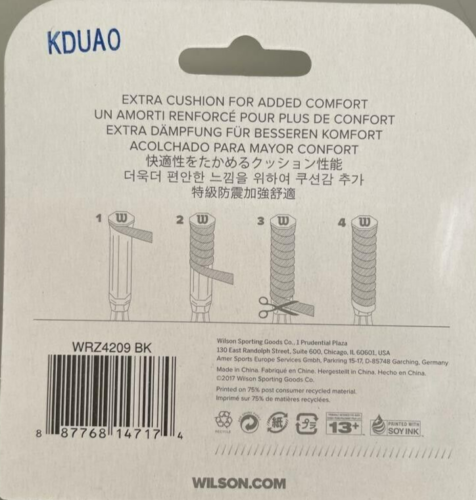 KDUAO
EXTRA CUSHION FOR ADDED COMFORT
UN AMORTI RENFORCÉ POUR PLUS DE CONFORT
EXTRA DÄMPFUNG FÜR BESSEREN KOMFORT
ACOLCHADO PARA MAYOR CONFORT
快適性をたかめるクッション性能
더욱더 편안한 느낌을 위하여 쿠션감 추가
特級防震加強舒適
1 W 2 W 3 W 4 W
WRZ4209 BK
8 87768 14717 4
Wilson Sporting Goods Co., 1 Prudential Plaza
130 East Randolph Street, Suite 600, Chicago, IL 60601, USA
Amer Sports Europe Services GmbH, Parkring 15-17, D-85748 Garching, Germany
Made in China. Fabriqué en Chine. Hergestellt in China. Hecho en China.
©2017 Wilson Sporting Goods Co.
Printed on 75% post consumer recycled material.
Imprimé sur 75% de matières recyclées.
紙
プラ
13+
PRINTED WITH
SOY INK
WILSON.COM